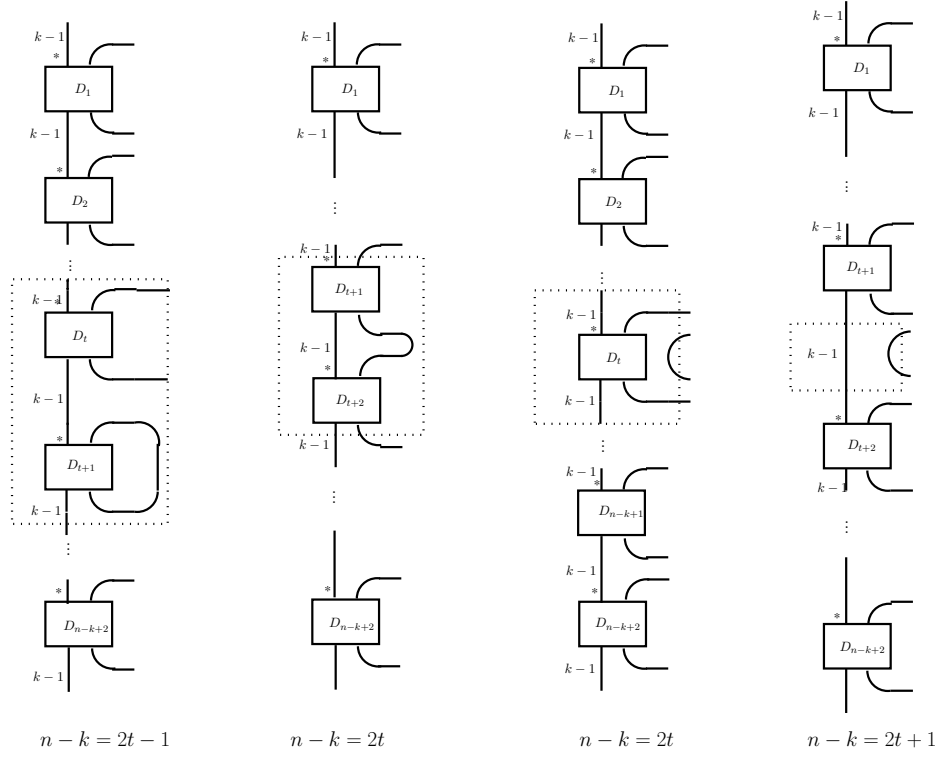 k − 1
*
D_1
k − 1
*
D_2
⋮
k − 1
*
D_t
k − 1
*
D_{t+1}
k − 1
⋮
*
D_{n−k+2}
k − 1
n − k = 2t − 1
k − 1
*
D_1
k − 1
⋮
k − 1
*
D_{t+1}
k − 1
*
D_{t+2}
k − 1
⋮
*
D_{n−k+2}
n − k = 2t
k − 1
*
D_1
k − 1
*
D_2
⋮
k − 1
*
D_t
k − 1
⋮
k − 1
*
D_{n−k+1}
k − 1
*
D_{n−k+2}
k − 1
n − k = 2t
k − 1
*
D_1
k − 1
⋮
k − 1
*
D_{t+1}
k − 1
*
D_{t+2}
k − 1
⋮
*
D_{n−k+2}
n − k = 2t + 1